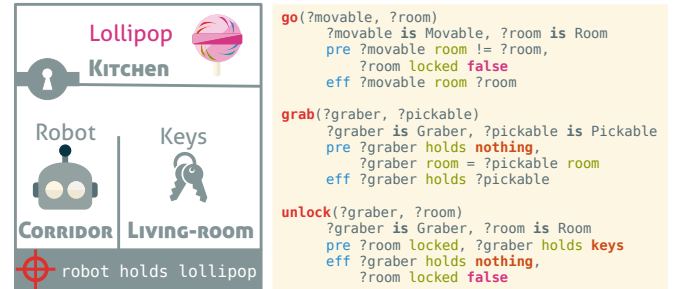 Lollipop
Kitchen
Robot
Keys
Corridor
Living-room
robot holds lollipop
go(?movable, ?room)
?movable is Movable, ?room is Room
pre ?movable room != ?room,
?room locked false
eff ?movable room ?room
grab(?graber, ?pickable)
?graber is Graber, ?pickable is Pickable
pre ?graber holds nothing,
?graber room = ?pickable room
eff ?graber holds ?pickable
unlock(?graber, ?room)
?graber is Graber, ?room is Room
pre ?room locked, ?graber holds keys
eff ?graber holds nothing,
?room locked false